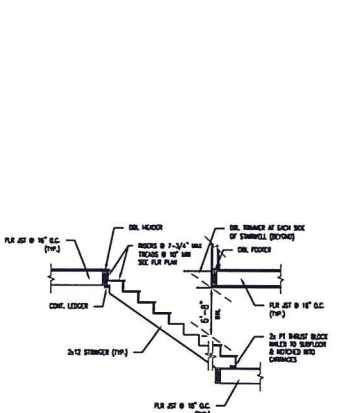 DBL HEADER
DBL TRIMMER AT EACH SIDE
OF STAIRWELL (BEYOND)
FLR JST @ 16" O.C.
(TYP.)
RISERS @ 7-3/4" MAX
TREADS @ 10" MIN
SEE FLR PLAN
DBL HEADER
CONT. LEDGER
6'-8"
MIN.
FLR JST @ 16" O.C.
(TYP.)
2x12 STRINGER (TYP.)
2x PT THRUST BLOCK
NAILED TO SUBFLOOR
& NOTCHED INTO
CARRIAGES
FLR JST @ 16" O.C.
(TYP.)